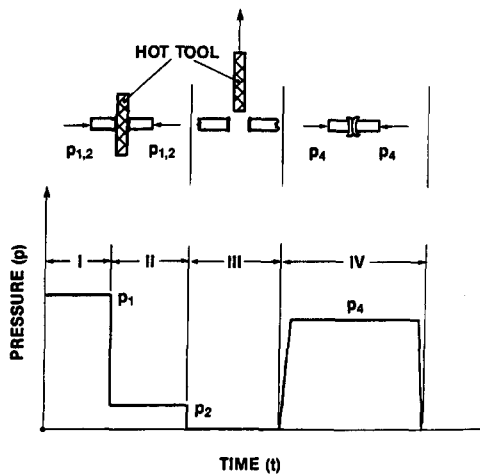 HOT TOOL
p1,2 p1,2 p4 p4
I II III IV
p1
p4
p2
PRESSURE (p)
TIME (t)